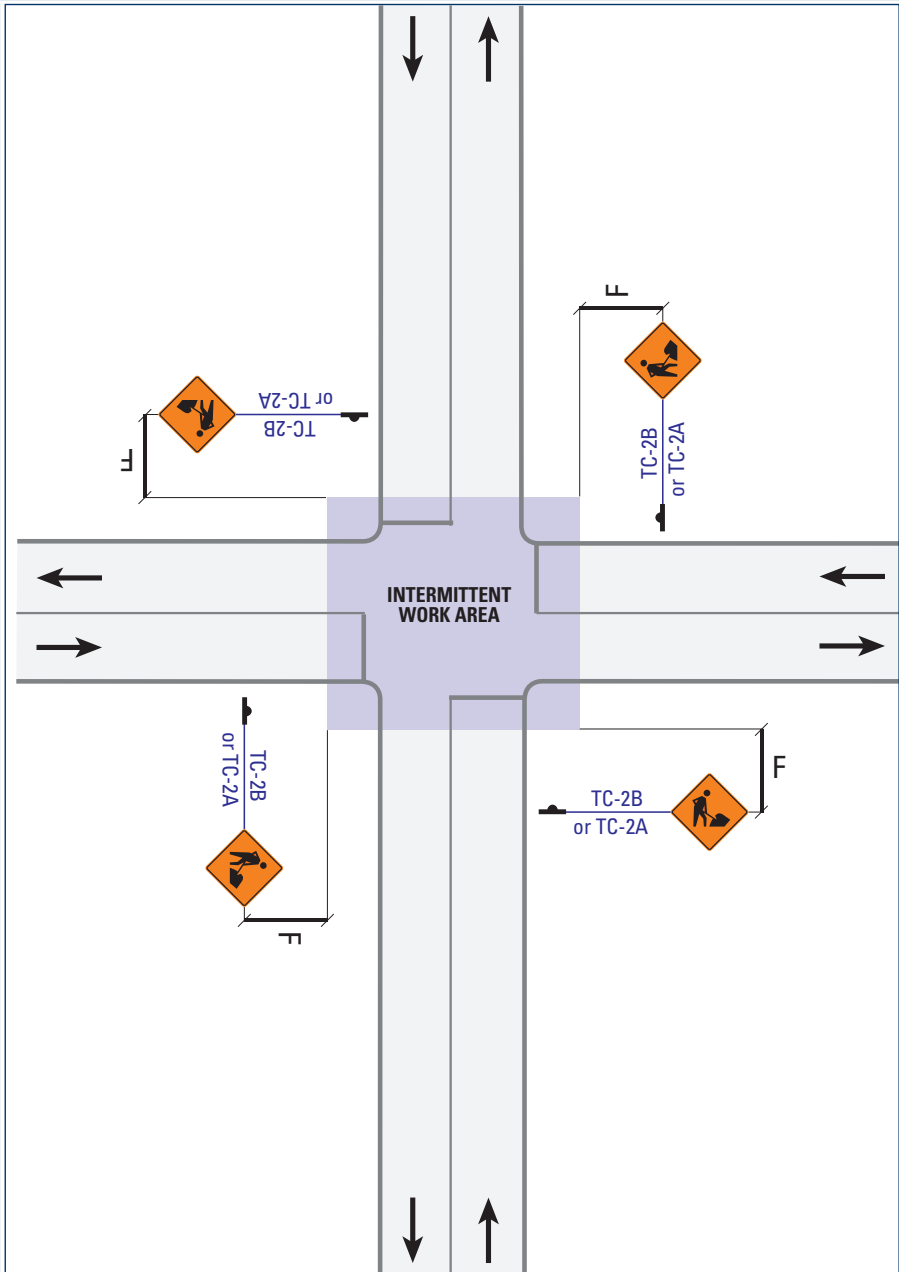 F
TC-2B
or TC-2A
F
TC-2B
or TC-2A
INTERMITTENT
WORK AREA
TC-2B
or TC-2A
F
TC-2B
or TC-2A
F